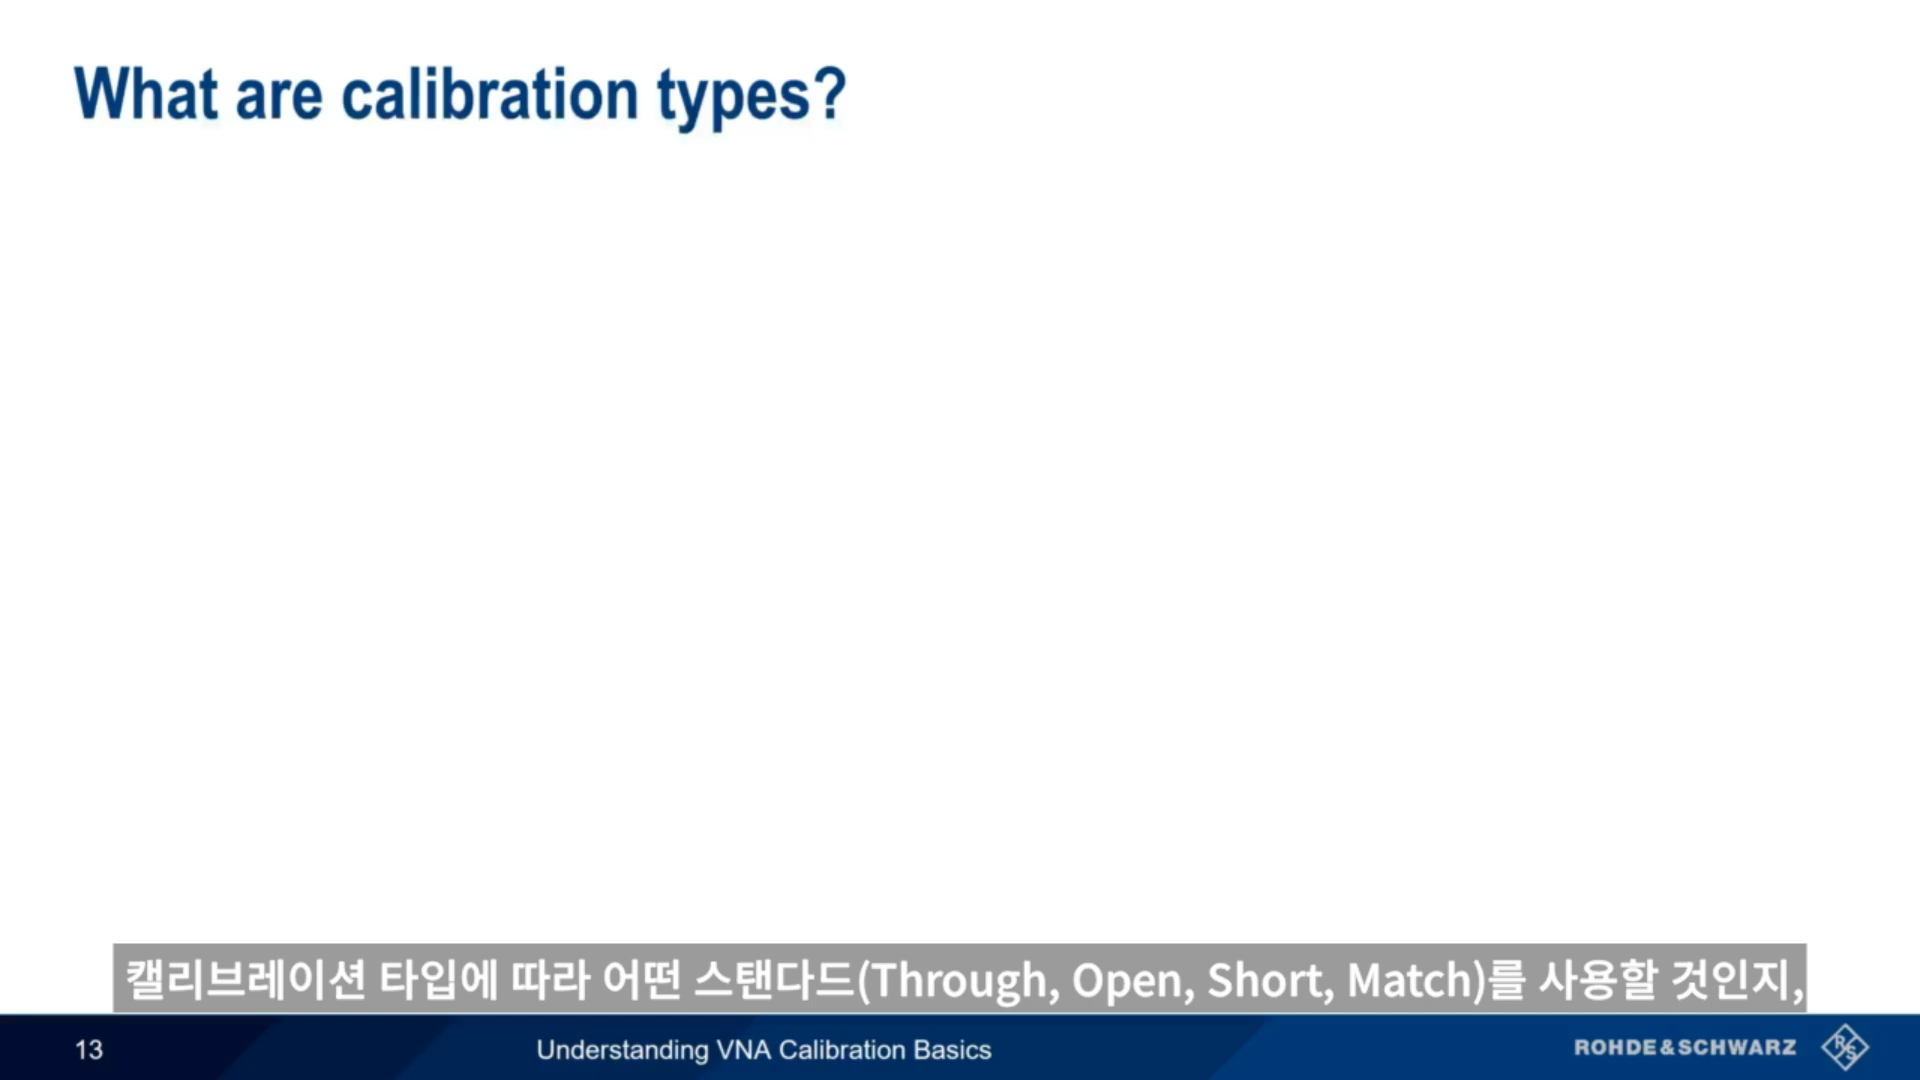 What are calibration types?
캘리브레이션 타입에 따라 어떤 스탠다드(Through, Open, Short, Match)를 사용할 것인지,
13
Understanding VNA Calibration Basics
ROHDE&SCHWARZ
R&S